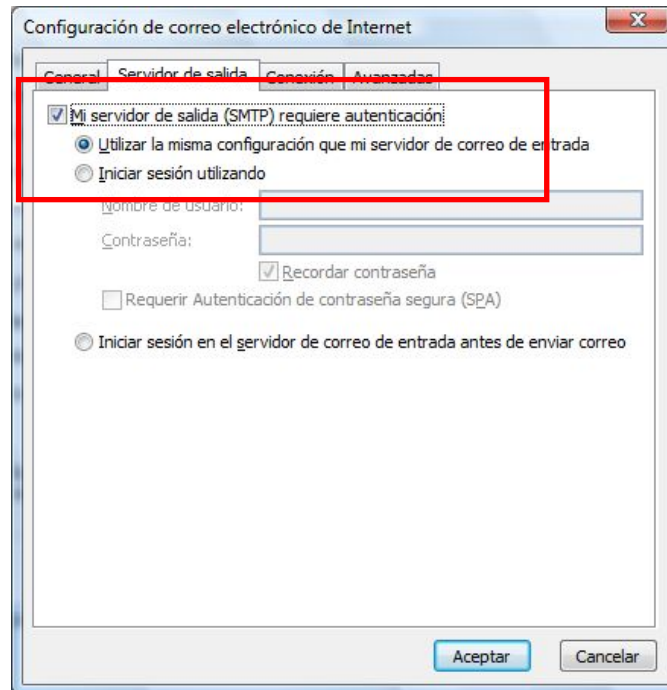 Configuración de correo electrónico de Internet
General Servidor de salida Conexión Avanzadas
Mi servidor de salida (SMTP) requiere autenticación
Utilizar la misma configuración que mi servidor de correo de entrada
Iniciar sesión utilizando
Nombre de usuario:
Contraseña:
Recordar contraseña
Requerir Autenticación de contraseña segura (SPA)
Iniciar sesión en el servidor de correo de entrada antes de enviar correo
Aceptar Cancelar